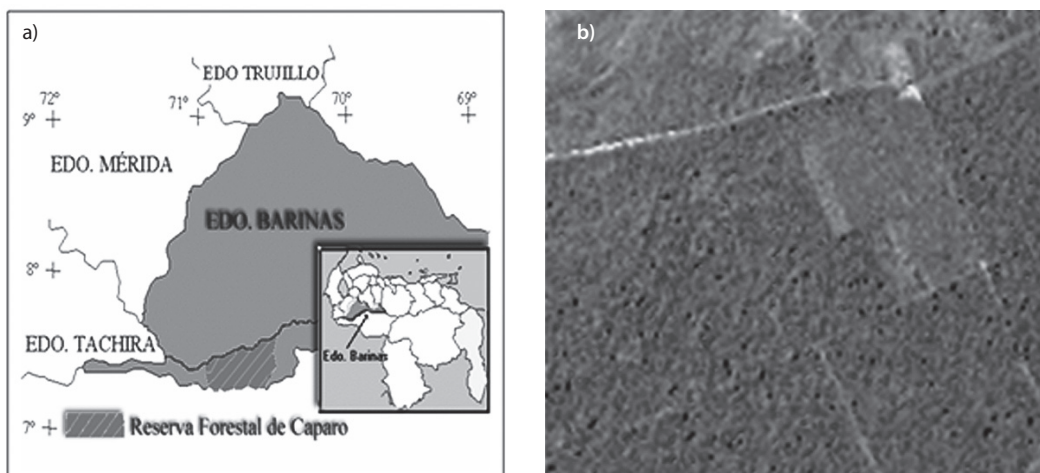 a)
b)
EDO TRUJILLO
72°
71°
70°
69°
9°
EDO. MÉRIDA
EDO. BARINAS
8°
Edo. Barinas
EDO. TACHIRA
7°
Reserva Forestal de Caparo